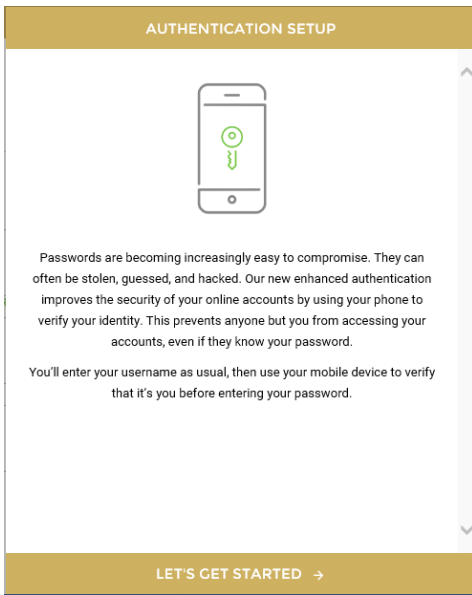 AUTHENTICATION SETUP
Passwords are becoming increasingly easy to compromise. They can
often be stolen, guessed, and hacked. Our new enhanced authentication
improves the security of your online accounts by using your phone to
verify your identity. This prevents anyone but you from accessing your
accounts, even if they know your password.
You'll enter your username as usual, then use your mobile device to verify
that it's you before entering your password.
LET'S GET STARTED →